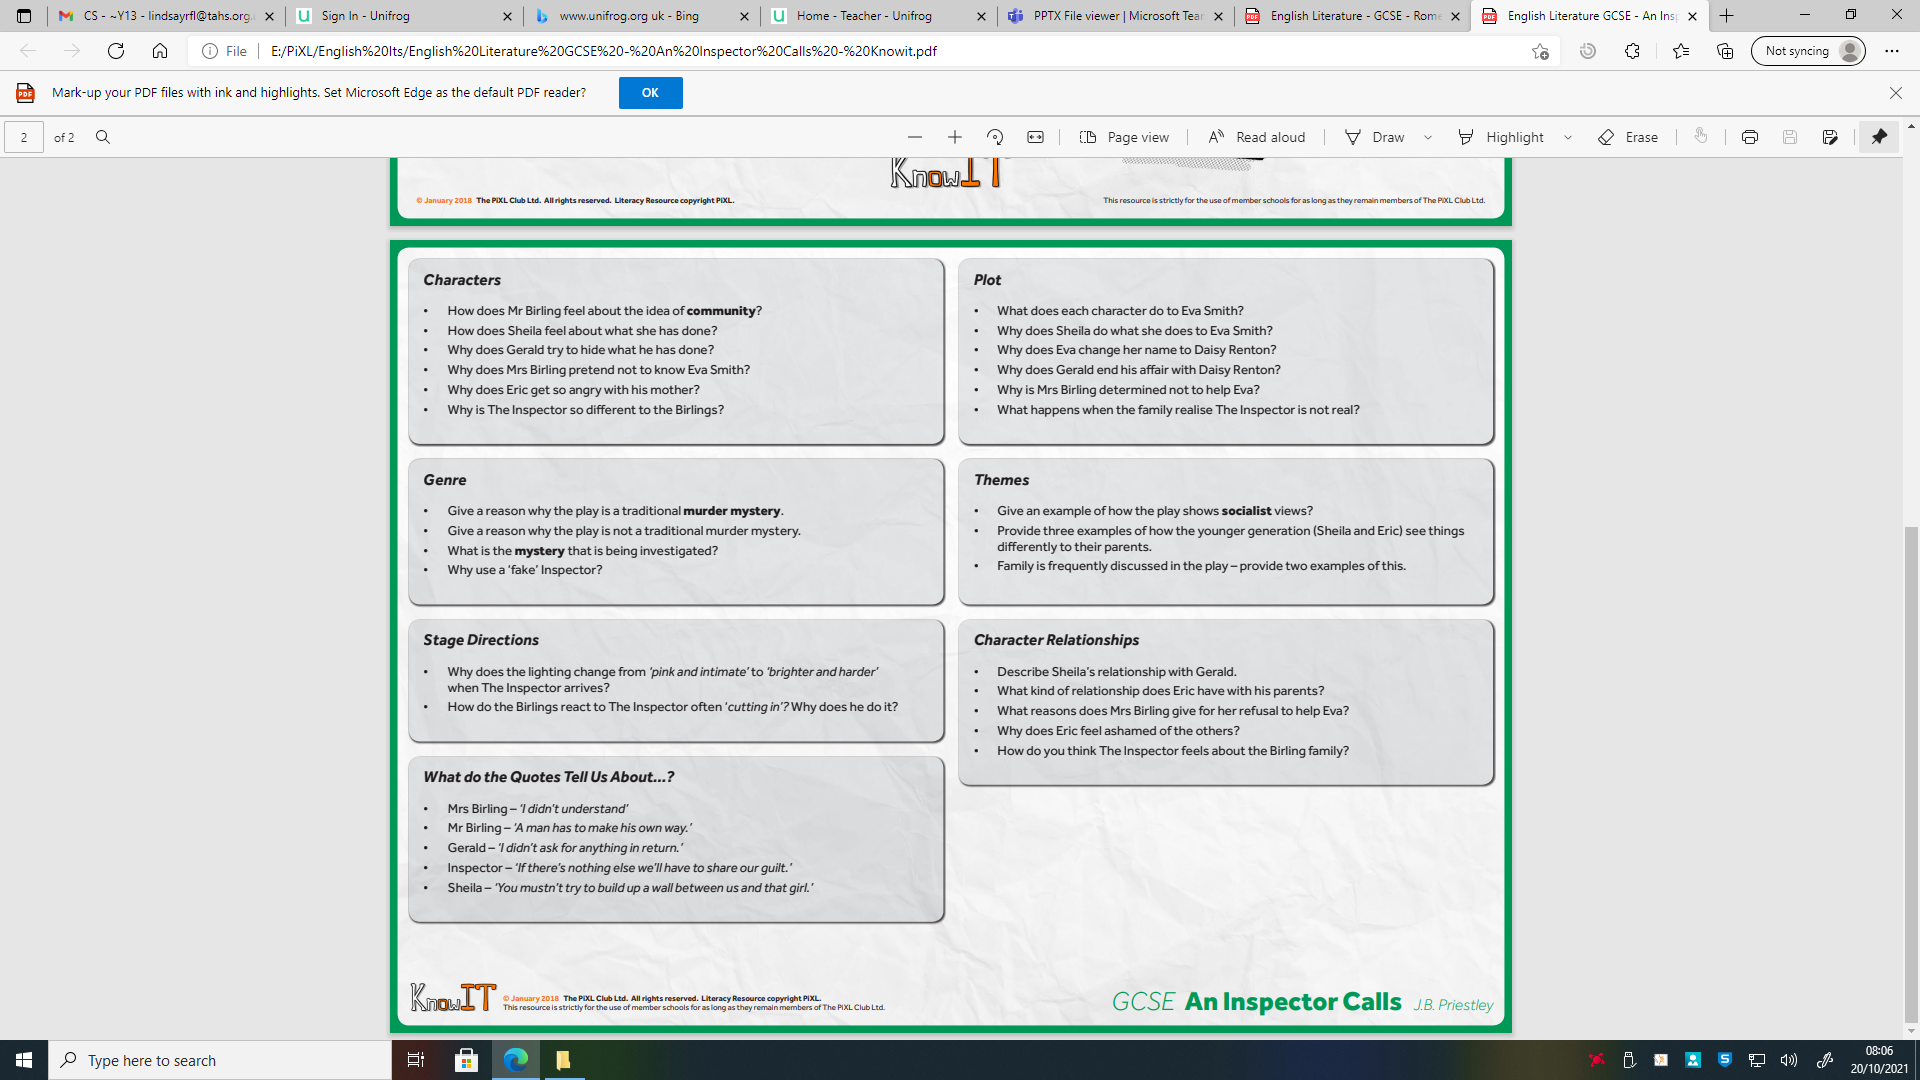 CS - ~Y13 - lindsayrfl@tahs.org.
Sign In - Unifrog
www.unifrog.org uk - Bing
Home - Teacher - Unifrog
PPTX File viewer | Microsoft Tear
English Literature - GCSE - Rome
English Literature GCSE - An Insp
File
E:/PiXL/English%20Its/English%20Literature%20GCSE%20-%20An%20Inspector%20Calls%20-%20Knowit.pdf
Not syncing
Mark-up your PDF files with ink and highlights. Set Microsoft Edge as the default PDF reader?
OK
2 of 2
Page view
Read aloud
Draw
Highlight
Erase
KnowIT
© January 2018 The PiXL Club Ltd. All rights reserved. Literacy Resource copyright PiXL.
This resource is strictly for the use of member schools for as long as they remain members of The PiXL Club Ltd.
Characters
• How does Mr Birling feel about the idea of community?
• How does Sheila feel about what she has done?
• Why does Gerald try to hide what he has done?
• Why does Mrs Birling pretend not to know Eva Smith?
• Why does Eric get so angry with his mother?
• Why is The Inspector so different to the Birlings?
Plot
• What does each character do to Eva Smith?
• Why does Sheila do what she does to Eva Smith?
• Why does Eva change her name to Daisy Renton?
• Why does Gerald end his affair with Daisy Renton?
• Why is Mrs Birling determined not to help Eva?
• What happens when the family realise The Inspector is not real?
Genre
• Give a reason why the play is a traditional murder mystery.
• Give a reason why the play is not a traditional murder mystery.
• What is the mystery that is being investigated?
• Why use a ‘fake’ Inspector?
Themes
• Give an example of how the play shows socialist views?
• Provide three examples of how the younger generation (Sheila and Eric) see things
differently to their parents.
• Family is frequently discussed in the play – provide two examples of this.
Stage Directions
• Why does the lighting change from ‘pink and intimate’ to ‘brighter and harder’
when The Inspector arrives?
• How do the Birlings react to The Inspector often ‘cutting in’? Why does he do it?
Character Relationships
• Describe Sheila’s relationship with Gerald.
• What kind of relationship does Eric have with his parents?
• What reasons does Mrs Birling give for her refusal to help Eva?
• Why does Eric feel ashamed of the others?
• How do you think The Inspector feels about the Birling family?
What do the Quotes Tell Us About...?
• Mrs Birling – ‘I didn’t understand’
• Mr Birling – ‘A man has to make his own way.’
• Gerald – ‘I didn’t ask for anything in return.’
• Inspector – ‘If there’s nothing else we’ll have to share our guilt.’
• Sheila – ‘You mustn’t try to build up a wall between us and that girl.’
KnowIT
© January 2018 The PiXL Club Ltd. All rights reserved. Literacy Resource copyright PiXL.
This resource is strictly for the use of member schools for as long as they remain members of The PiXL Club Ltd.
GCSE An Inspector Calls J.B. Priestley
Type here to search
08:06
20/10/2021